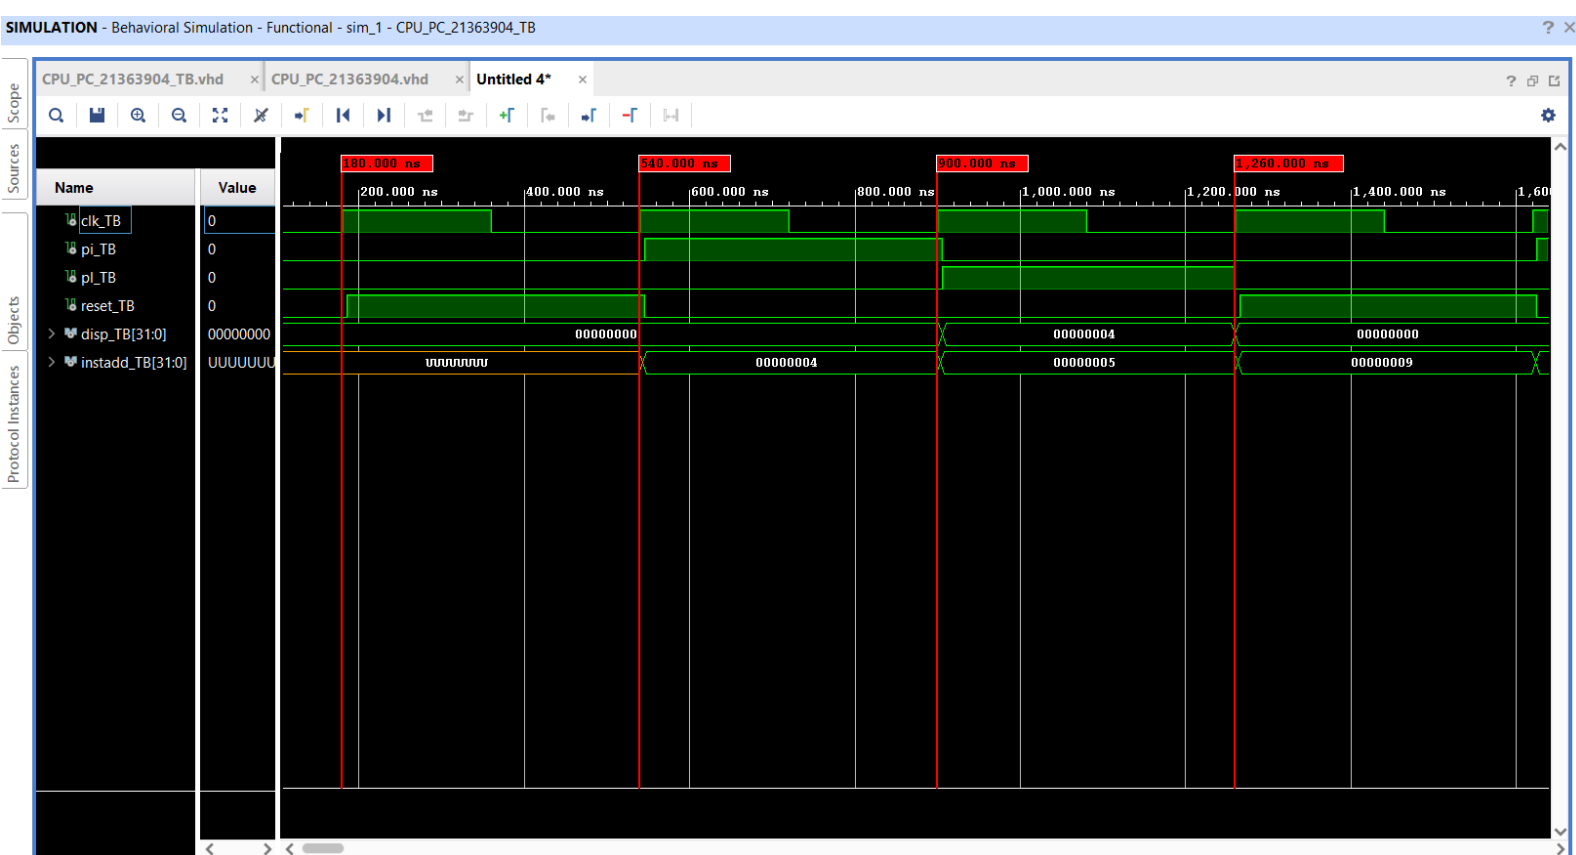 SIMULATION - Behavioral Simulation - Functional - sim_1 - CPU_PC_21363904_TB
? ×
CPU_PC_21363904_TB.vhd × CPU_PC_21363904.vhd × Untitled 4* ×
?
Scope
Sources
Objects
Protocol Instances
180.000 ns 540.000 ns 900.000 ns 1,260.000 ns
Name Value
200.000 ns 400.000 ns 600.000 ns 800.000 ns 1,000.000 ns 1,200.000 ns 1,400.000 ns 1,600
clk_TB 0
pi_TB 0
pl_TB 0
reset_TB 0
disp_TB[31:0] 00000000 00000000 00000004 00000000
instadd_TB[31:0] UUUUUUU UUUUUUUU 00000004 00000005 00000009